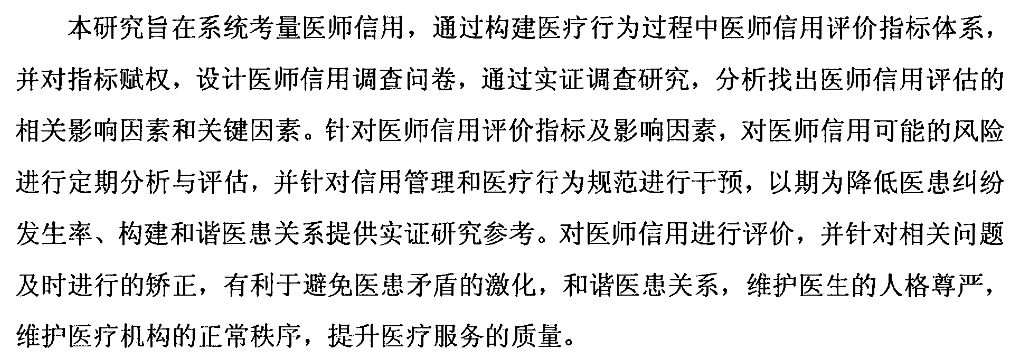 本研究旨在系统考量医师信用，通过构建医疗行为过程中医师信用评价指标体系，
并对指标赋权，设计医师信用调查问卷，通过实证调查研究，分析找出医师信用评估的
相关影响因素和关键因素。针对医师信用评价指标及影响因素，对医师信用可能的风险
进行定期分析与评估，并针对信用管理和医疗行为规范进行干预，以期为降低医患纠纷
发生率、构建和谐医患关系提供实证研究参考。对医师信用进行评价，并针对相关问题
及时进行的矫正，有利于避免医患矛盾的激化，和谐医患关系，维护医生的人格尊严，
维护医疗机构的正常秩序，提升医疗服务的质量。